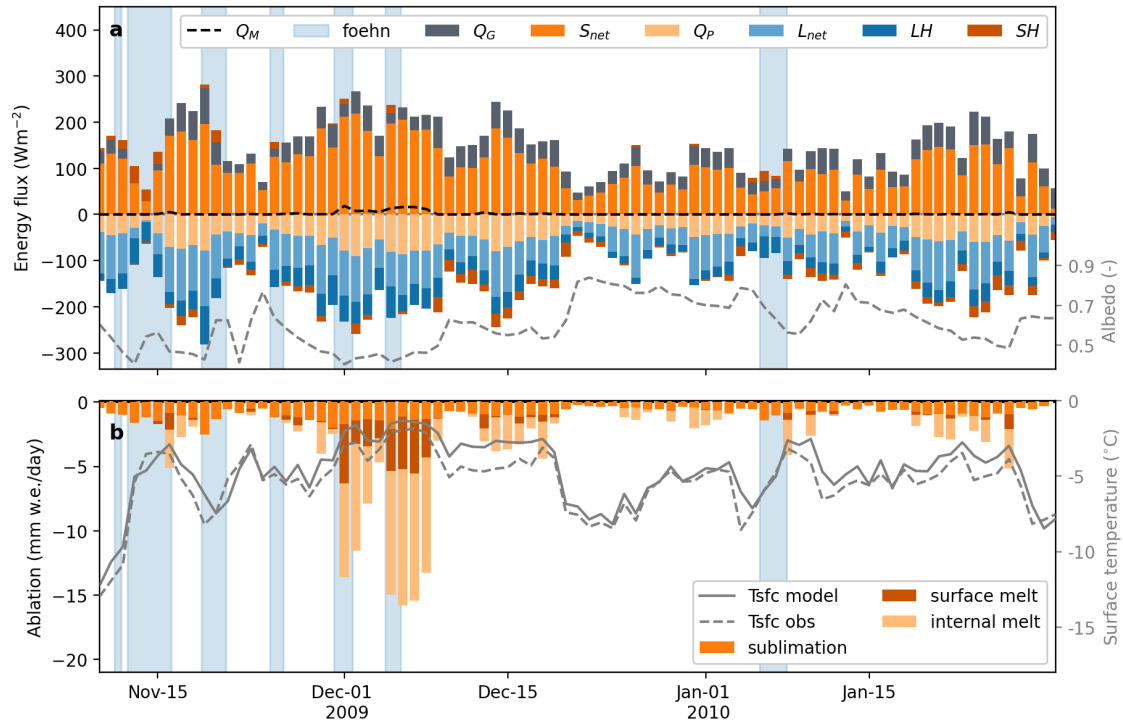 a
Q_M foehn Q_G S_net Q_P L_net LH SH
400
300
200
100
0
−100
−200
−300
Energy flux (Wm⁻²)
0.9
0.7
0.5
Albedo (-)
b
0
−5
−10
−15
−20
Ablation (mm w.e./day)
0
-5
-10
-15
Surface temperature (°C)
Tsfc model
Tsfc obs
sublimation
surface melt
internal melt
Nov-15 Dec-01 Dec-15 Jan-01 Jan-15
2009 2010